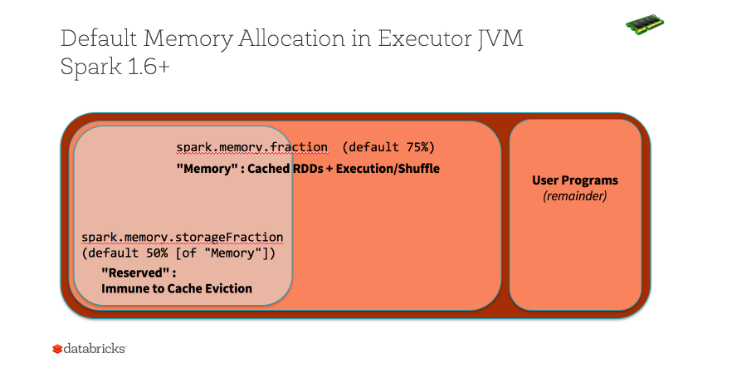 Default Memory Allocation in Executor JVM
Spark 1.6+
spark.memory.fraction (default 75%)
"Memory" : Cached RDDs + Execution/Shuffle
User Programs
(remainder)
spark.memory.storageFraction
(default 50% [of "Memory"])
"Reserved" :
Immune to Cache Eviction
databricks